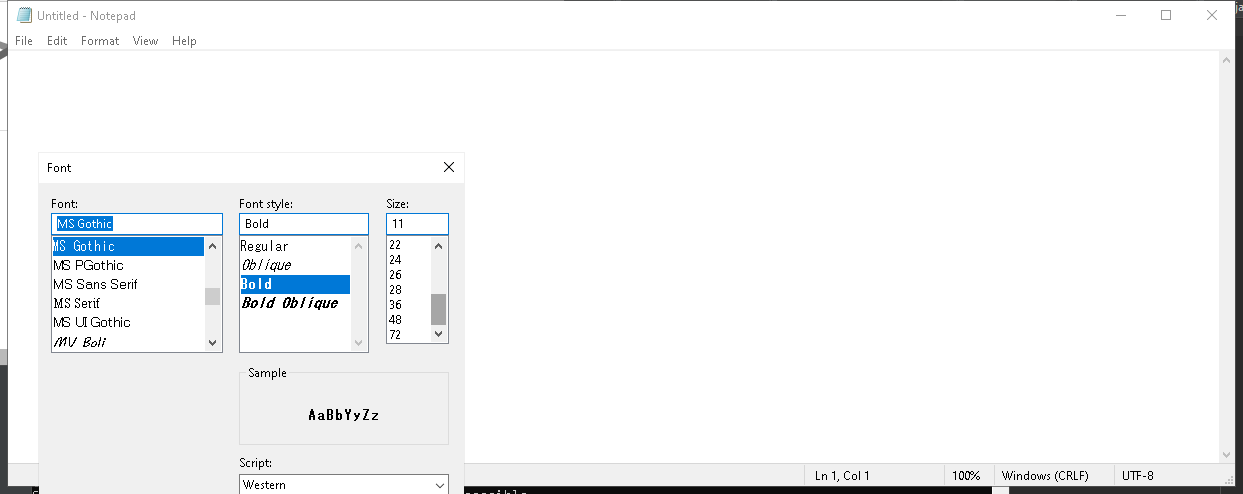 Untitled - Notepad
File Edit Format View Help
Font
Font: Font style: Size:
MS Gothic Bold 11
MS Gothic
MS PGothic
MS Sans Serif
MS Serif
MS UI Gothic
MV Boli
Regular
Oblique
Bold
Bold Oblique
22
24
26
28
36
48
72
Sample
AaBbYyZz
Script:
Western
Ln 1, Col 1 100% Windows (CRLF) UTF-8